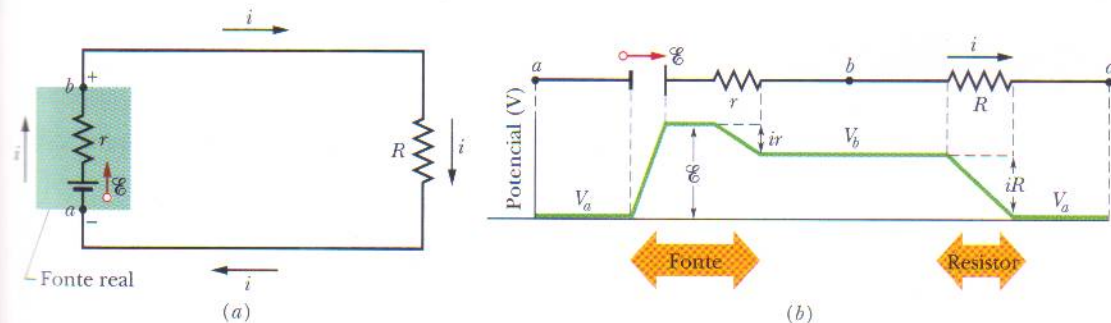 i
b
+
i
r
ℰ
a
−
R
i
i
Fonte real
(a)
ℰ
i
a
r
b
R
a
Potencial (V)
V_a
ℰ
ir
V_b
iR
V_a
Fonte
Resistor
(b)